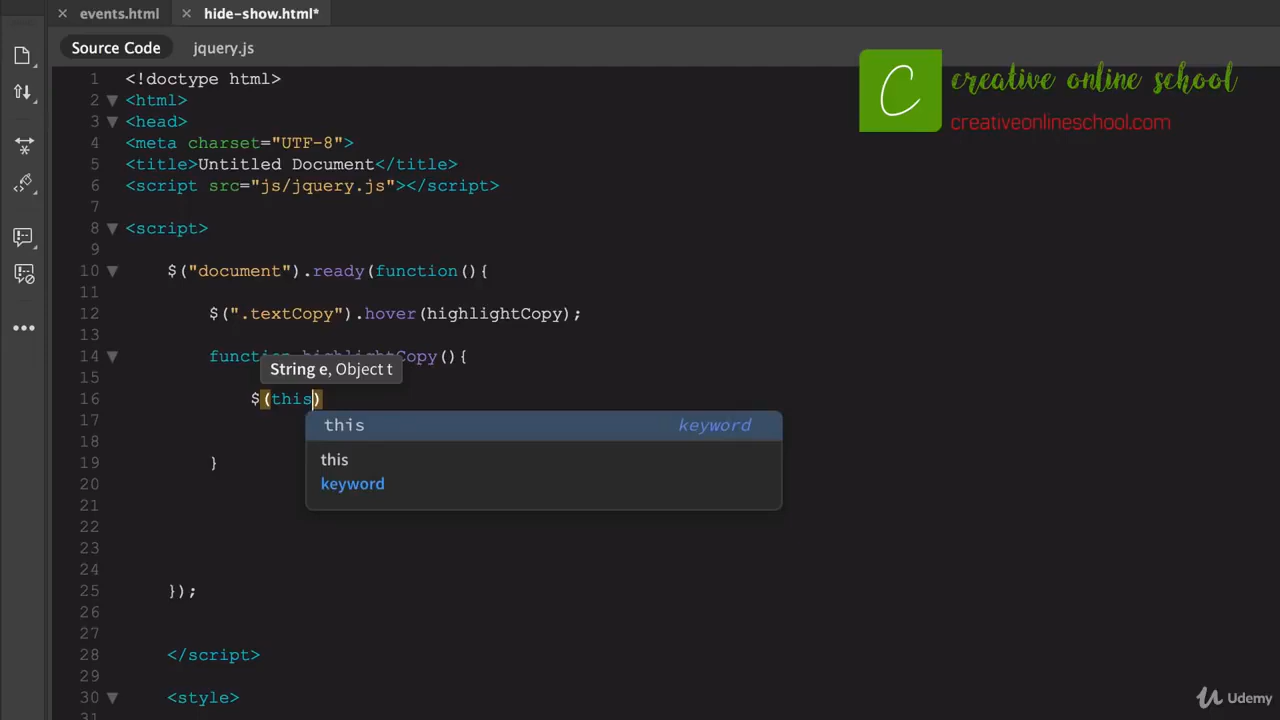 events.html
hide-show.html*
Source Code
jquery.js
creative online school
creativeonlineschool.com
1 <!doctype html>
2 <html>
3 <head>
4 <meta charset="UTF-8">
5 <title>Untitled Document</title>
6 <script src="js/jquery.js"></script>
7
8 <script>
9
10 $("document").ready(function(){
11
12 $(".textCopy").hover(highlightCopy);
13
14 function highlightCopy(){
String e, Object t
15
16 $(this)
17
this keyword
18
this
19 }
keyword
20
21
22
23
24
25 });
26
27
28 </script>
29
30 <style>
31
Udemy